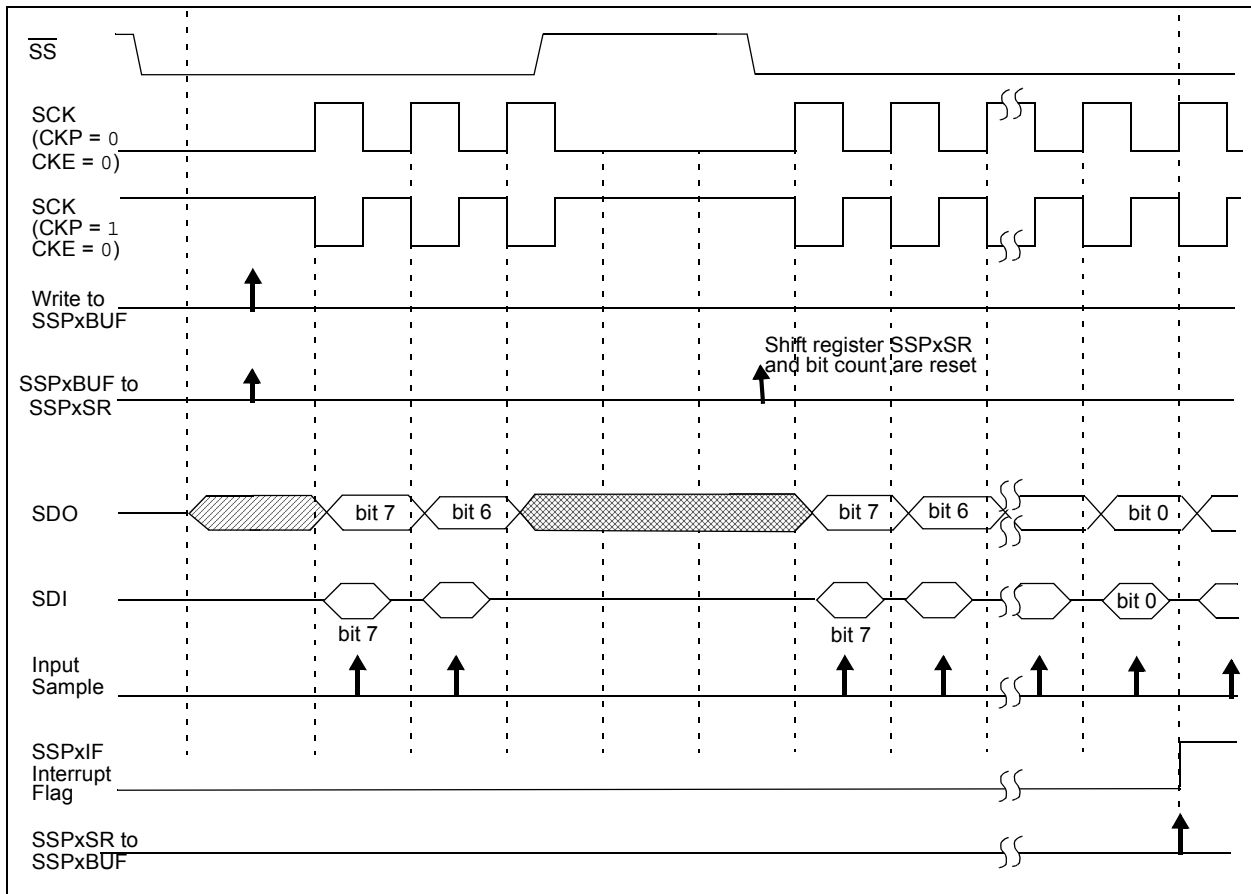 SS
SCK
(CKP = 0
CKE = 0)
SCK
(CKP = 1
CKE = 0)
Write to
SSPxBUF
Shift register SSPxSR
and bit count are reset
SSPxBUF to
SSPxSR
SDO
bit 7
bit 6
bit 7
bit 6
bit 0
SDI
bit 0
bit 7
bit 7
Input
Sample
SSPxIF
Interrupt
Flag
SSPxSR to
SSPxBUF